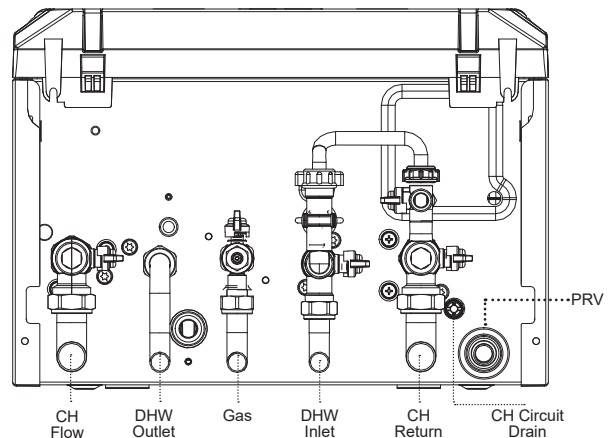 PRV
CH
Flow
DHW
Outlet
Gas
DHW
Inlet
CH
Return
CH Circuit
Drain